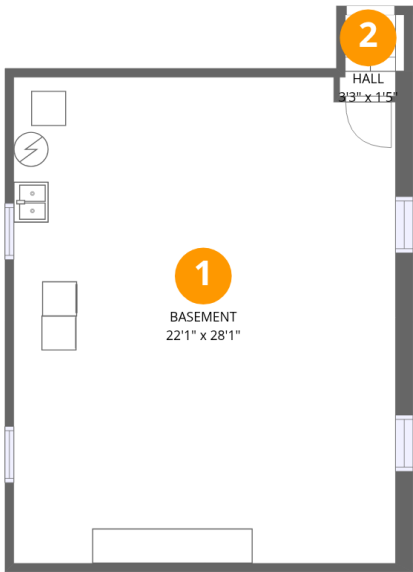 2
HALL
3'3" x 1'5"
1
BASEMENT
22'1" x 28'1"